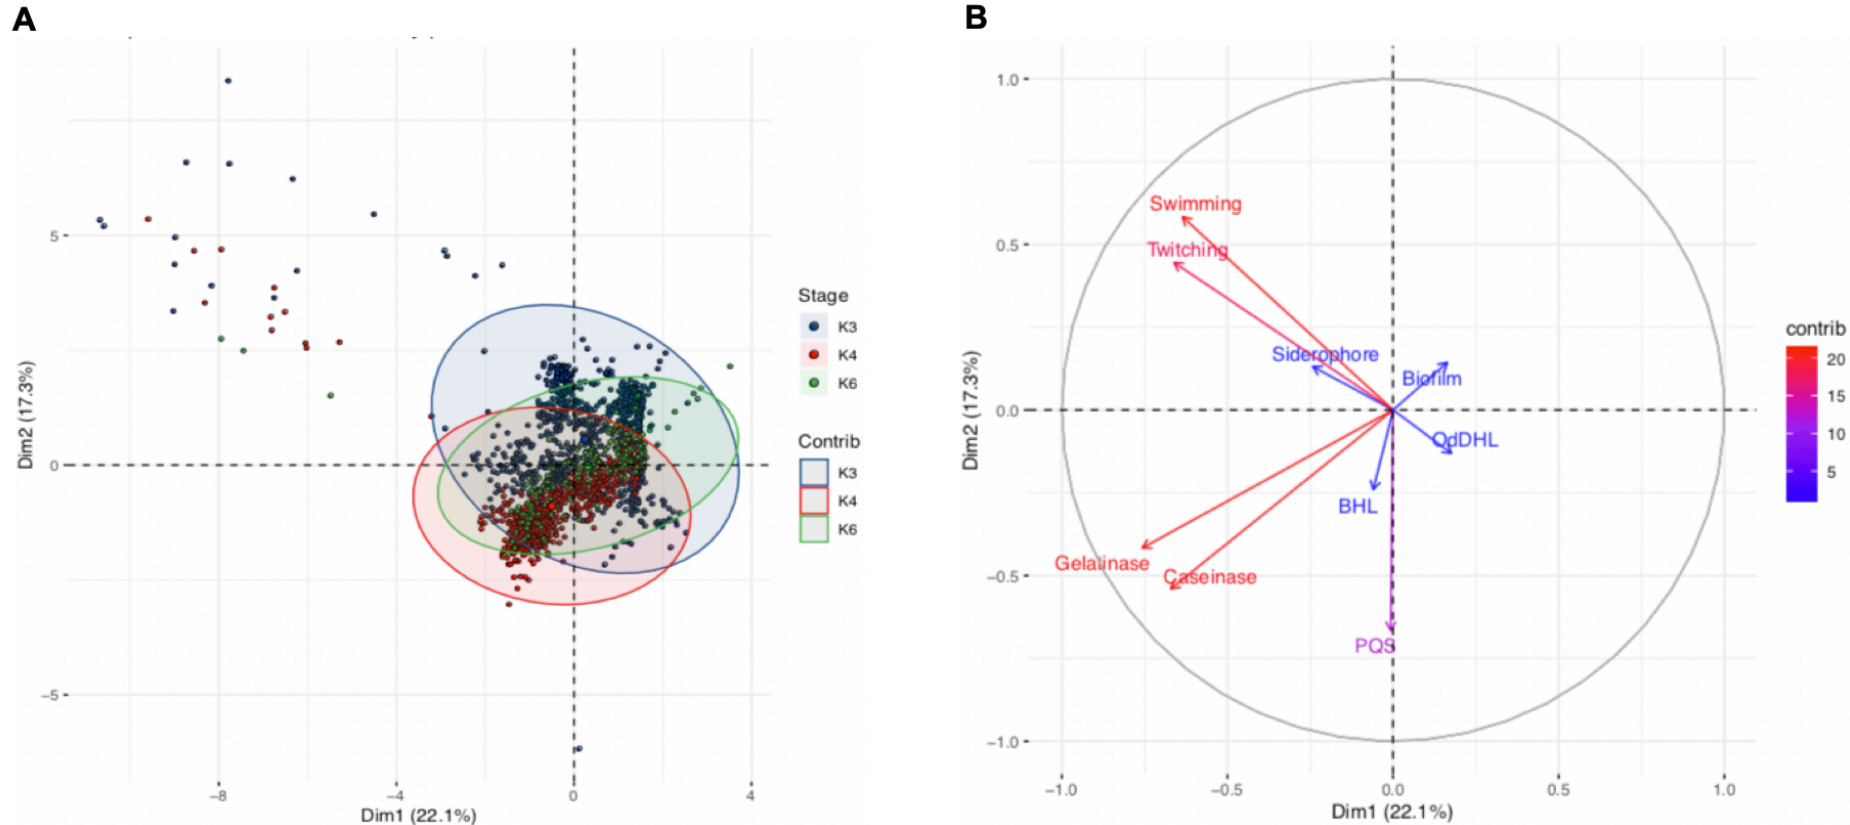 A
5
0
−5
−8
−4
0
4
Dim1 (22.1%)
Dim2 (17.3%)
Stage
K3
K4
K6
Contrib
K3
K4
K6
B
1.0
0.5
0.0
−0.5
−1.0
−1.0
−0.5
0.0
0.5
1.0
Dim1 (22.1%)
Dim2 (17.3%)
Swimming
Twitching
Siderophore
Biofilm
OdDHL
BHL
Gelatinase
Caseinase
PQS
contrib
20
15
10
5